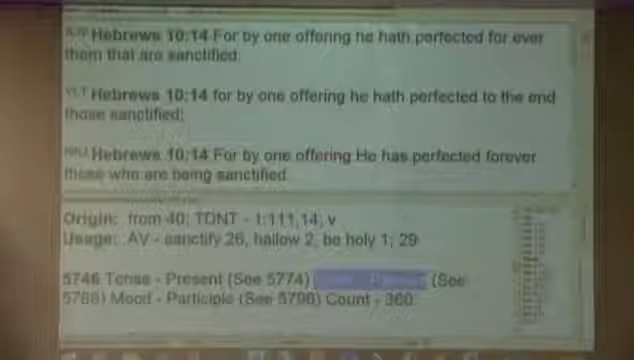 KJV Hebrews 10:14 For by one offering he hath perfected for ever
them that are sanctified.
YLT Hebrews 10:14 for by one offering he hath perfected to the end
those sanctified;
Hebrews 10:14 For by one offering He has perfected forever
those who are being sanctified.
Origin: from 40; TDNT - 1:111,14; v
Usage: AV - sanctify 26, hallow 2, be holy 1; 29
5746 Tense - Present (See 5774) (See
5786) Mood - Participle (See 5796) Count - 360